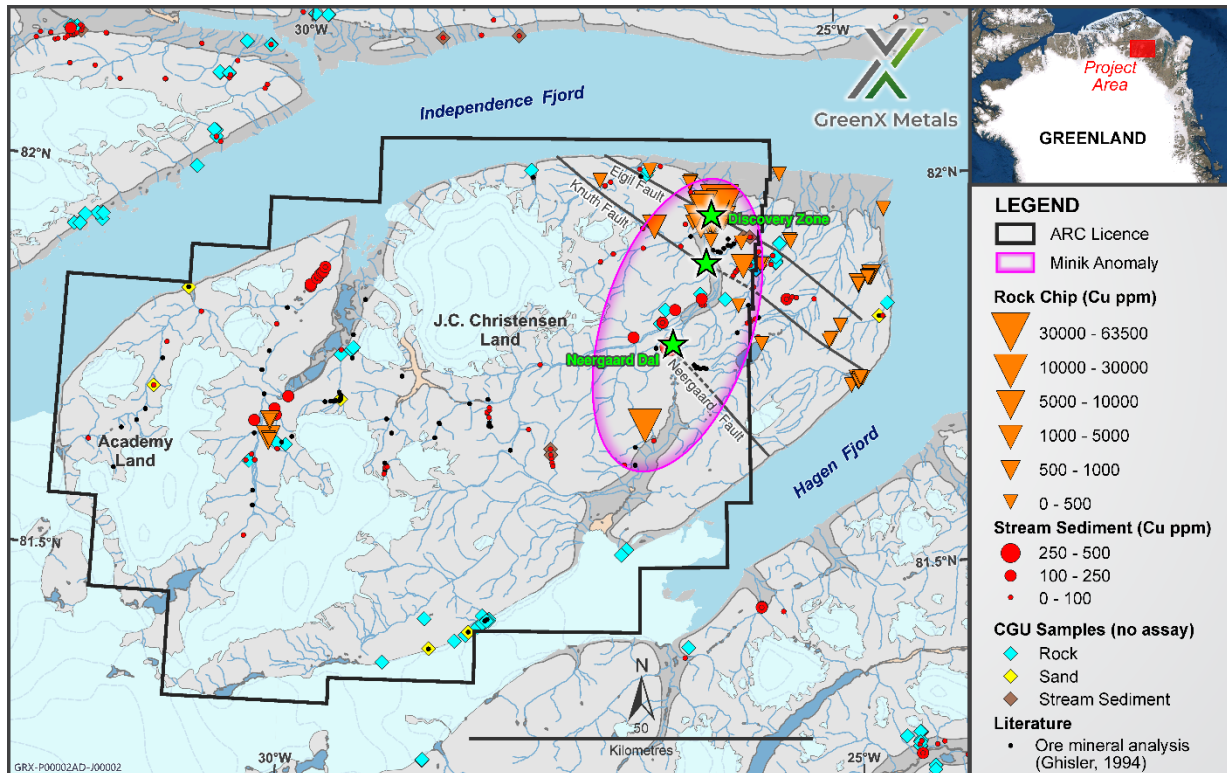 30°W
25°W
GreenX Metals
Independence Fjord
82°N
82°N
Eigil Fault
Knuth Fault
Discovery Zone
J.C. Christensen
Land
Neergaard Dal
Neergaard Fault
Academy
Land
Hagen Fjord
81.5°N
81.5°N
N
50
Kilometres
30°W
25°W
GRX-P00002AD-J00002
Project
Area
GREENLAND
LEGEND
ARC Licence
Minik Anomaly
Rock Chip (Cu ppm)
30000 - 63500
10000 - 30000
5000 - 10000
1000 - 5000
500 - 1000
0 - 500
Stream Sediment (Cu ppm)
250 - 500
100 - 250
0 - 100
CGU Samples (no assay)
Rock
Sand
Stream Sediment
Literature
Ore mineral analysis
(Ghisler, 1994)